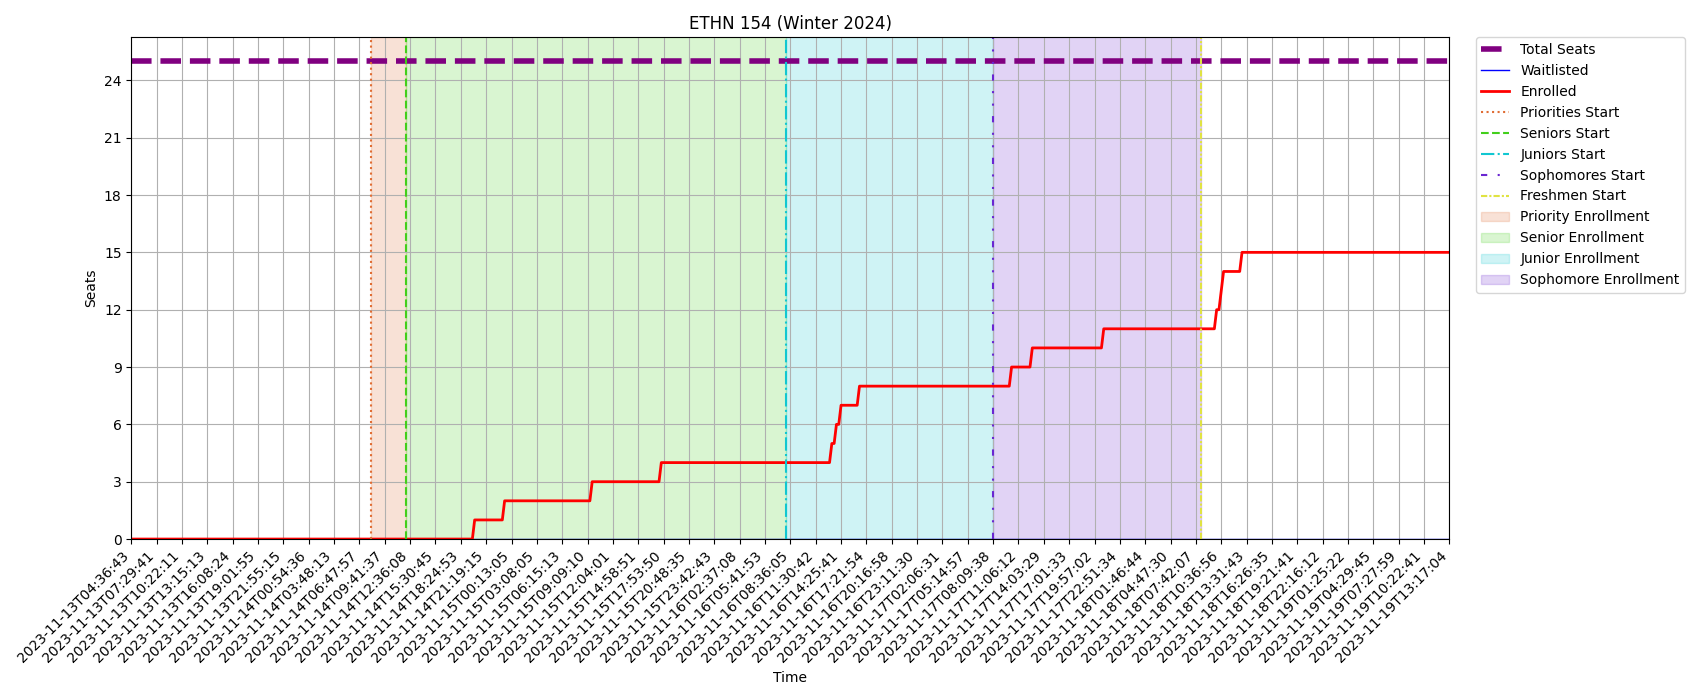 ETHN 154 (Winter 2024)
Total Seats
Waitlisted
Enrolled
Priorities Start
Seniors Start
Juniors Start
Sophomores Start
Freshmen Start
Priority Enrollment
Senior Enrollment
Junior Enrollment
Sophomore Enrollment
Seats
24
21
18
15
12
9
6
3
0
2023-11-13T04:36:43
2023-11-13T07:29:41
2023-11-13T10:22:11
2023-11-13T13:15:13
2023-11-13T16:08:24
2023-11-13T19:01:55
2023-11-13T21:55:15
2023-11-14T00:54:36
2023-11-14T03:48:13
2023-11-14T06:47:57
2023-11-14T09:41:37
2023-11-14T12:36:08
2023-11-14T15:30:45
2023-11-14T18:24:53
2023-11-14T21:19:15
2023-11-15T00:13:05
2023-11-15T03:08:05
2023-11-15T06:15:13
2023-11-15T09:09:10
2023-11-15T12:04:01
2023-11-15T14:58:51
2023-11-15T17:53:50
2023-11-15T20:48:35
2023-11-15T23:42:43
2023-11-16T02:37:08
2023-11-16T05:41:53
2023-11-16T08:36:05
2023-11-16T11:30:42
2023-11-16T14:25:41
2023-11-16T17:21:54
2023-11-16T20:16:58
2023-11-16T23:11:30
2023-11-17T02:06:31
2023-11-17T05:14:57
2023-11-17T08:09:38
2023-11-17T11:06:12
2023-11-17T14:03:29
2023-11-17T17:01:33
2023-11-17T19:57:02
2023-11-17T22:51:34
2023-11-18T01:46:44
2023-11-18T04:47:30
2023-11-18T07:42:07
2023-11-18T10:36:56
2023-11-18T13:31:43
2023-11-18T16:26:35
2023-11-18T19:21:41
2023-11-18T22:16:12
2023-11-19T01:25:22
2023-11-19T04:29:45
2023-11-19T07:27:59
2023-11-19T10:22:41
2023-11-19T13:17:04
Time